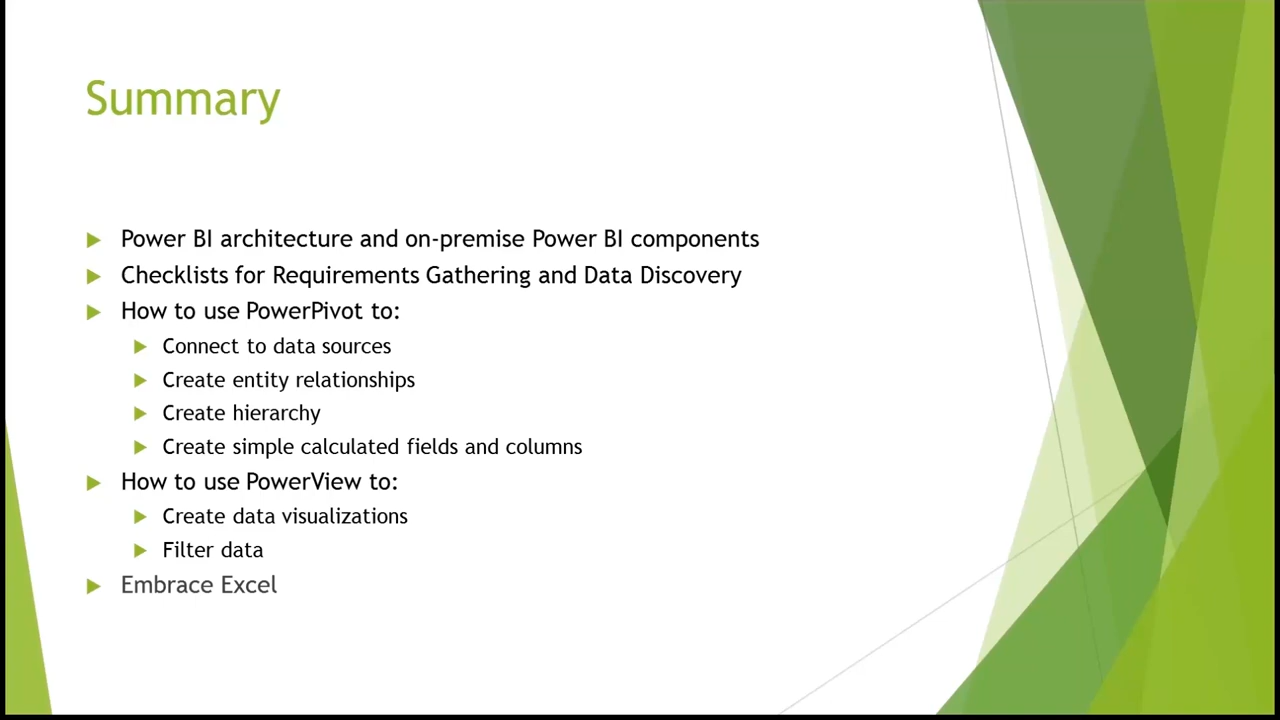 Summary
Power BI architecture and on-premise Power BI components
Checklists for Requirements Gathering and Data Discovery
How to use PowerPivot to:
Connect to data sources
Create entity relationships
Create hierarchy
Create simple calculated fields and columns
How to use PowerView to:
Create data visualizations
Filter data
Embrace Excel